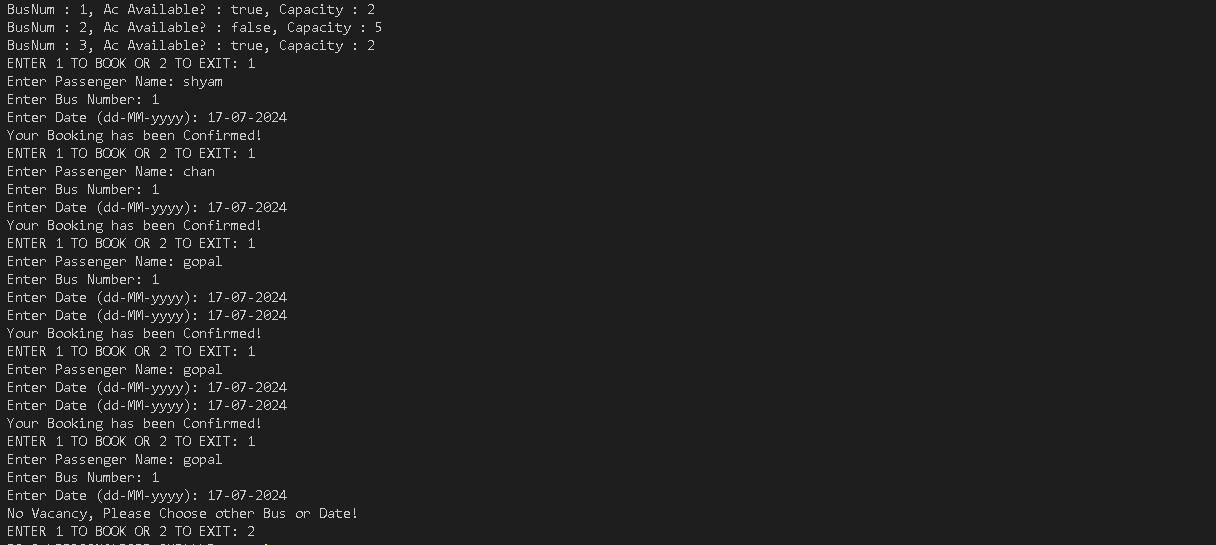 BusNum : 1, Ac Available? : true, Capacity : 2
BusNum : 2, Ac Available? : false, Capacity : 5
BusNum : 3, Ac Available? : true, Capacity : 2
ENTER 1 TO BOOK OR 2 TO EXIT: 1
Enter Passenger Name: shyam
Enter Bus Number: 1
Enter Date (dd-MM-yyyy): 17-07-2024
Your Booking has been Confirmed!
ENTER 1 TO BOOK OR 2 TO EXIT: 1
Enter Passenger Name: chan
Enter Bus Number: 1
Enter Date (dd-MM-yyyy): 17-07-2024
Your Booking has been Confirmed!
ENTER 1 TO BOOK OR 2 TO EXIT: 1
Enter Passenger Name: gopal
Enter Bus Number: 1
Enter Date (dd-MM-yyyy): 17-07-2024
Enter Date (dd-MM-yyyy): 17-07-2024
Your Booking has been Confirmed!
ENTER 1 TO BOOK OR 2 TO EXIT: 1
Enter Passenger Name: gopal
Enter Date (dd-MM-yyyy): 17-07-2024
Enter Date (dd-MM-yyyy): 17-07-2024
Your Booking has been Confirmed!
ENTER 1 TO BOOK OR 2 TO EXIT: 1
Enter Passenger Name: gopal
Enter Bus Number: 1
Enter Date (dd-MM-yyyy): 17-07-2024
No Vacancy, Please Choose other Bus or Date!
ENTER 1 TO BOOK OR 2 TO EXIT: 2